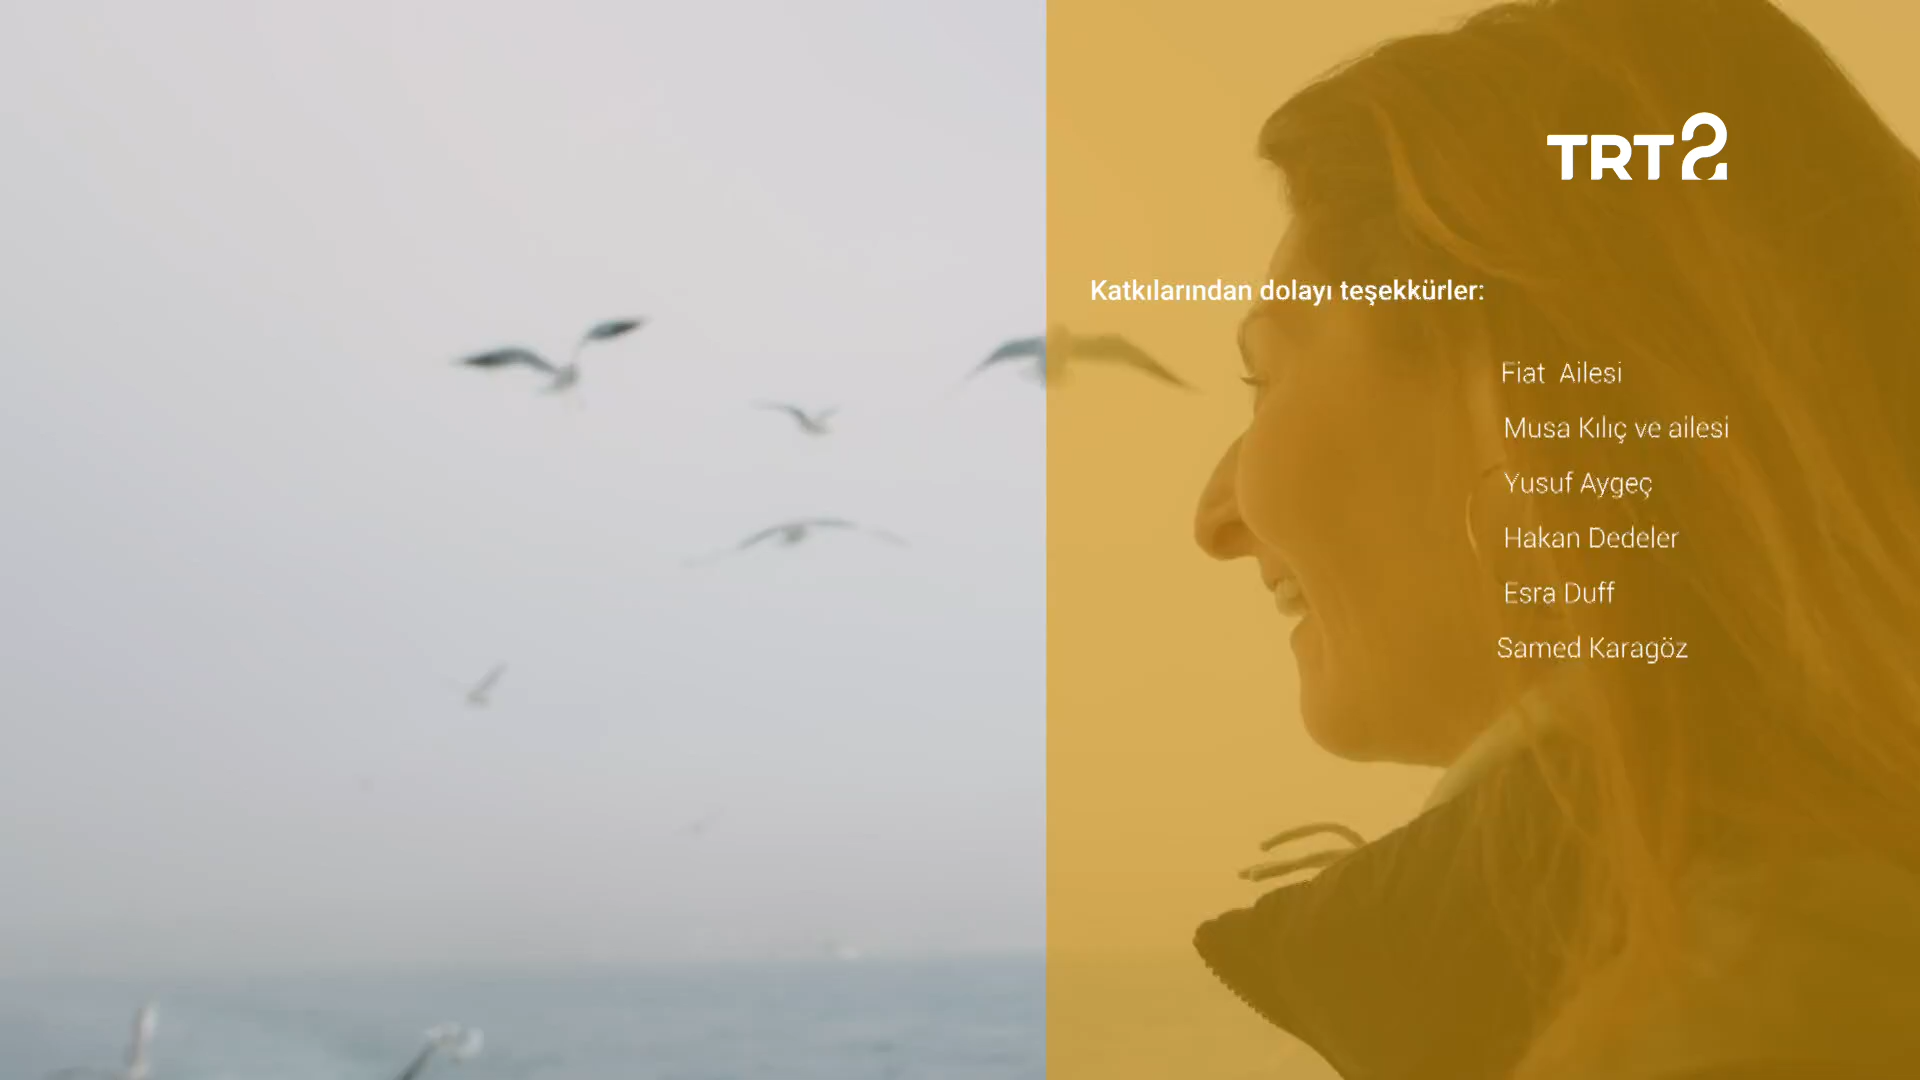 TRT2
Katkılarından dolayı teşekkürler:
Fiat Ailesi
Musa Kılıç ve ailesi
Yusuf Aygeç
Hakan Dedeler
Esra Duff
Samed Karagöz